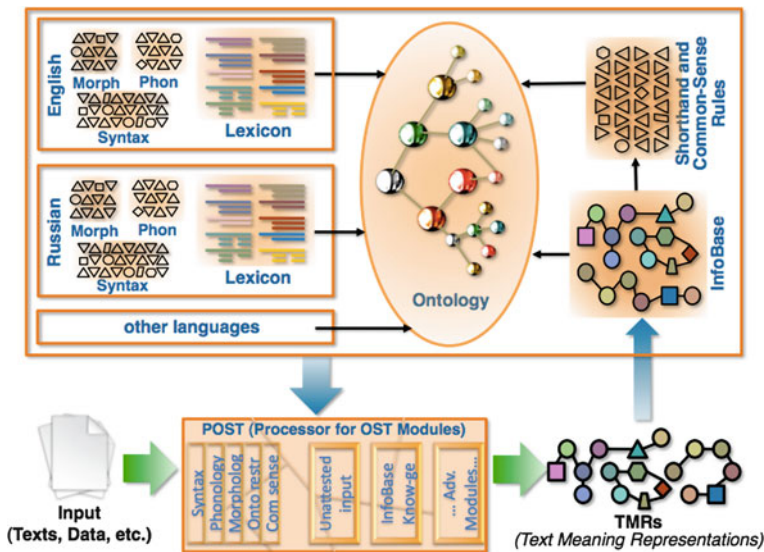 English
Morph
Phon
Syntax
Lexicon
Russian
Morph
Phon
Syntax
Lexicon
other languages
Ontology
Shorthand and
Common-Sense
Rules
InfoBase
POST (Processor for OST Modules)
Syntax
Phonology
Morpholog
Onto restr
Com sense
Unattested
input
InfoBase
Know-ge
... Adv.
Modules...
Input
(Texts, Data, etc.)
TMRs
(Text Meaning Representations)